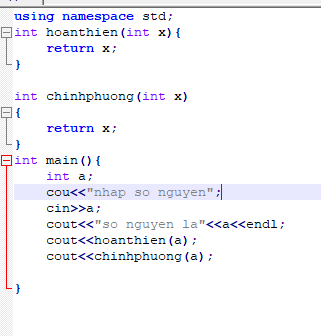 using namespace std;
int hoanthien(int x){
return x;
}
int chinhphuong(int x)
{
return x;
}
int main(){
int a;
cou<<"nhap so nguyen";
cin>>a;
cout<<"so nguyen la"<<a<<endl;
cout<<hoanthien(a);
cout<<chinhphuong(a);
}